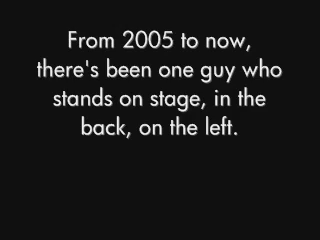 From 2005 to now,
there's been one guy who
stands on stage, in the
back, on the left.